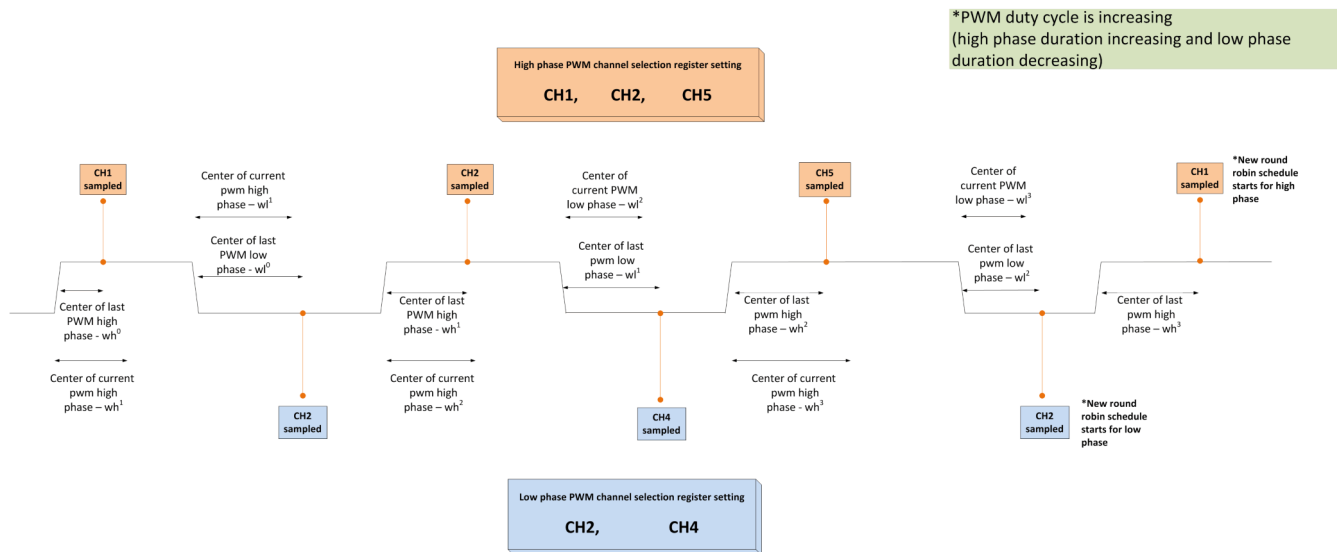 *PWM duty cycle is increasing
(high phase duration increasing and low phase
duration decreasing)
High phase PWM channel selection register setting
CH1, CH2, CH5
CH1
sampled
Center of current
pwm high
phase – wl¹
CH2
sampled
Center of
current PWM
low phase – wl²
CH5
sampled
Center of
current PWM
low phase – wl³
CH1
sampled
*New round
robin schedule
starts for high
phase
Center of last
PWM low
phase - wl⁰
Center of last
pwm low
phase – wl¹
Center of last
pwm low
phase – wl²
Center of last
PWM high
phase - wh⁰
Center of last
PWM high
phase - wh¹
Center of last
pwm high
phase – wh²
Center of last
pwm high
phase – wh³
Center of current
pwm high
phase – wh¹
Center of current
pwm high
phase – wh²
Center of current
pwm high
phase - wh³
CH2
sampled
CH4
sampled
CH2
sampled
*New round
robin schedule
starts for low
phase
Low phase PWM channel selection register setting
CH2, CH4